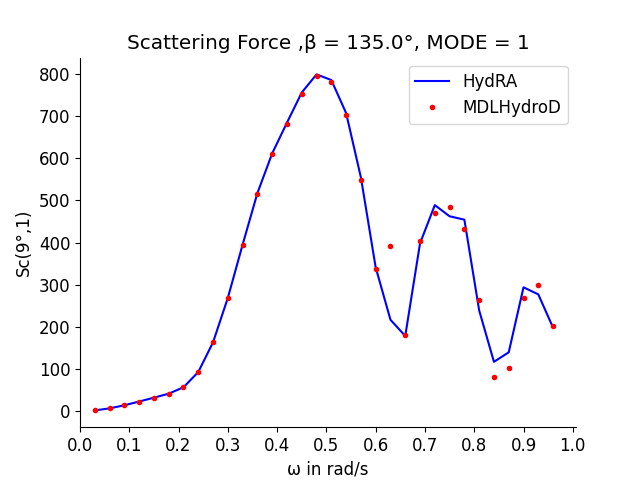 Scattering Force ,β = 135.0°, MODE = 1
HydRA
MDLHydroD
Sc(9°,1)
800
700
600
500
400
300
200
100
0
0.0 0.1 0.2 0.3 0.4 0.5 0.6 0.7 0.8 0.9 1.0
ω in rad/s